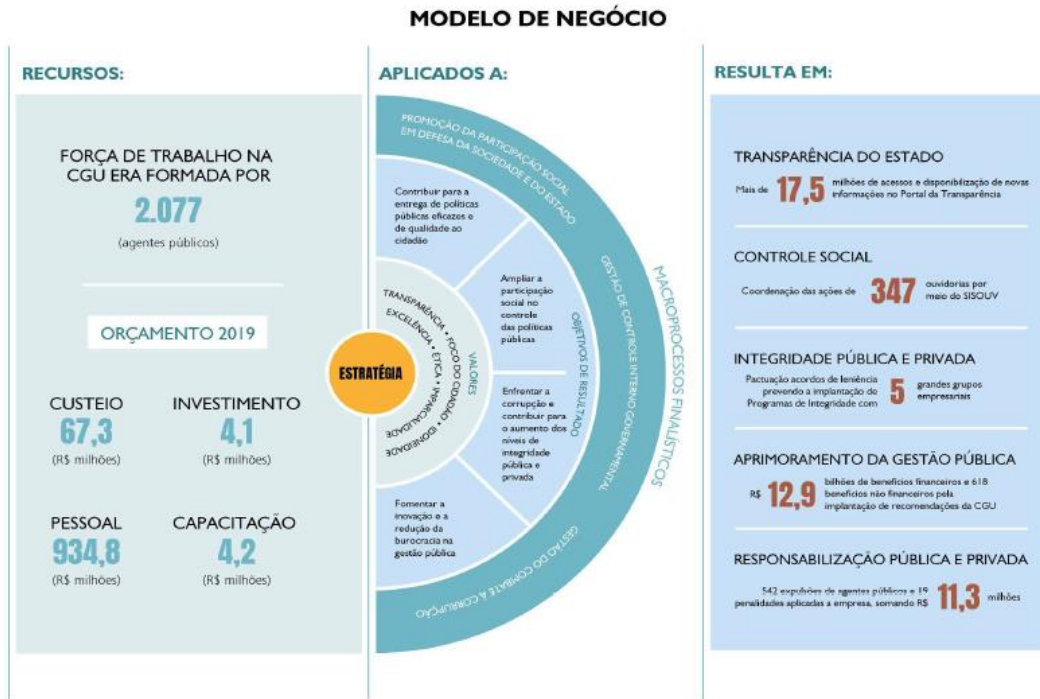 MODELO DE NEGÓCIO
RECURSOS:
FORÇA DE TRABALHO NA
CGU ERA FORMADA POR
2.077
(agentes públicos)
ORÇAMENTO 2019
CUSTEIO
67,3
(R$ milhões)
INVESTIMENTO
4,1
(R$ milhões)
PESSOAL
934,8
(R$ milhões)
CAPACITAÇÃO
4,2
(R$ milhões)
APLICADOS A:
PROMOÇÃO DA PARTICIPAÇÃO SOCIAL
EM DEFESA DA SOCIEDADE E DO ESTADO
GESTÃO DE CONTROLE INTERNO GOVERNAMENTAL
GESTÃO DO COMBATE À CORRUPÇÃO
MACROPROCESSOS FINALÍSTICOS
Contribuir para a
entrega de políticas
públicas eficazes e
de qualidade ao
cidadão
Ampliar a
participação
social no
controle
das políticas
públicas
Enfrentar a
corrupção e
contribuir para
o aumento dos
níveis de
integridade
pública e
privada
Fomentar a
inovação e a
redução da
burocracia na
gestão pública
OBJETIVOS DE RESULTADO
VALORES
TRANSPARÊNCIA • FOCO DO CIDADÃO • IDONEIDADE
EXCELÊNCIA • ÉTICA • IMPARCIALIDADE
ESTRATÉGIA
RESULTA EM:
TRANSPARÊNCIA DO ESTADO
Mais de 17,5 milhões de acessos e disponibilização de novas
informações no Portal da Transparência
CONTROLE SOCIAL
Coordenação das ações de 347 ouvidorias por
meio do SISOUV
INTEGRIDADE PÚBLICA E PRIVADA
Pactuação acordos de leniência
prevendo a implantação de
Programas de Integridade com 5 grandes grupos
empresariais
APRIMORAMENTO DA GESTÃO PÚBLICA
R$ 12,9 bilhões de benefícios financeiros e 618
benefícios não financeiros pela
implantação de recomendações da CGU
RESPONSABILIZAÇÃO PÚBLICA E PRIVADA
542 expulsões de agentes públicos e 19
penalidades aplicadas a empresa, somando R$ 11,3 milhões